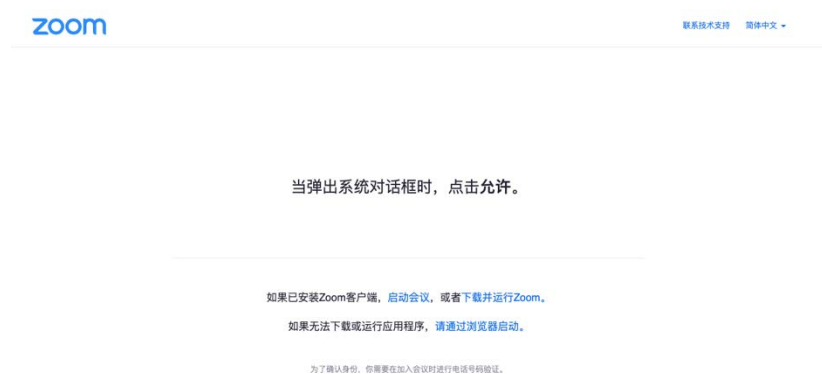 zoom
联系技术支持 简体中文
当弹出系统对话框时，点击允许。
如果已安装Zoom客户端，启动会议，或者下载并运行Zoom。
如果无法下载或运行应用程序，请通过浏览器启动。
为了确认身份，你需要在加入会议时进行电话号码验证。